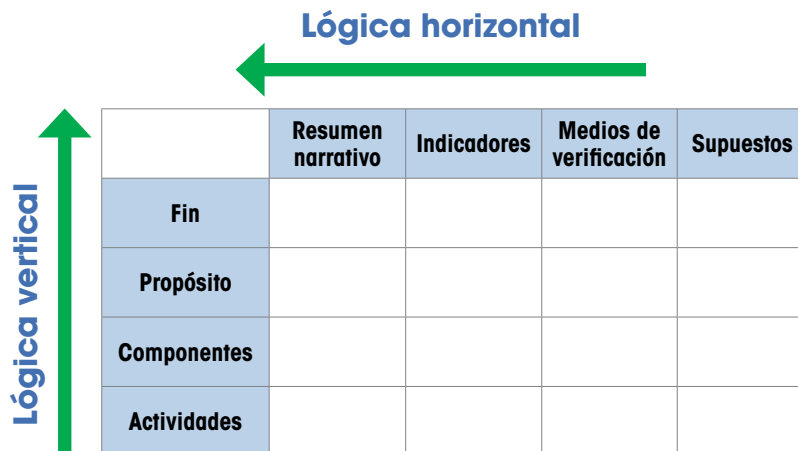 Lógica horizontal
Lógica vertical
Resumen
narrativo
Indicadores
Medios de
verificación
Supuestos
Fin
Propósito
Componentes
Actividades